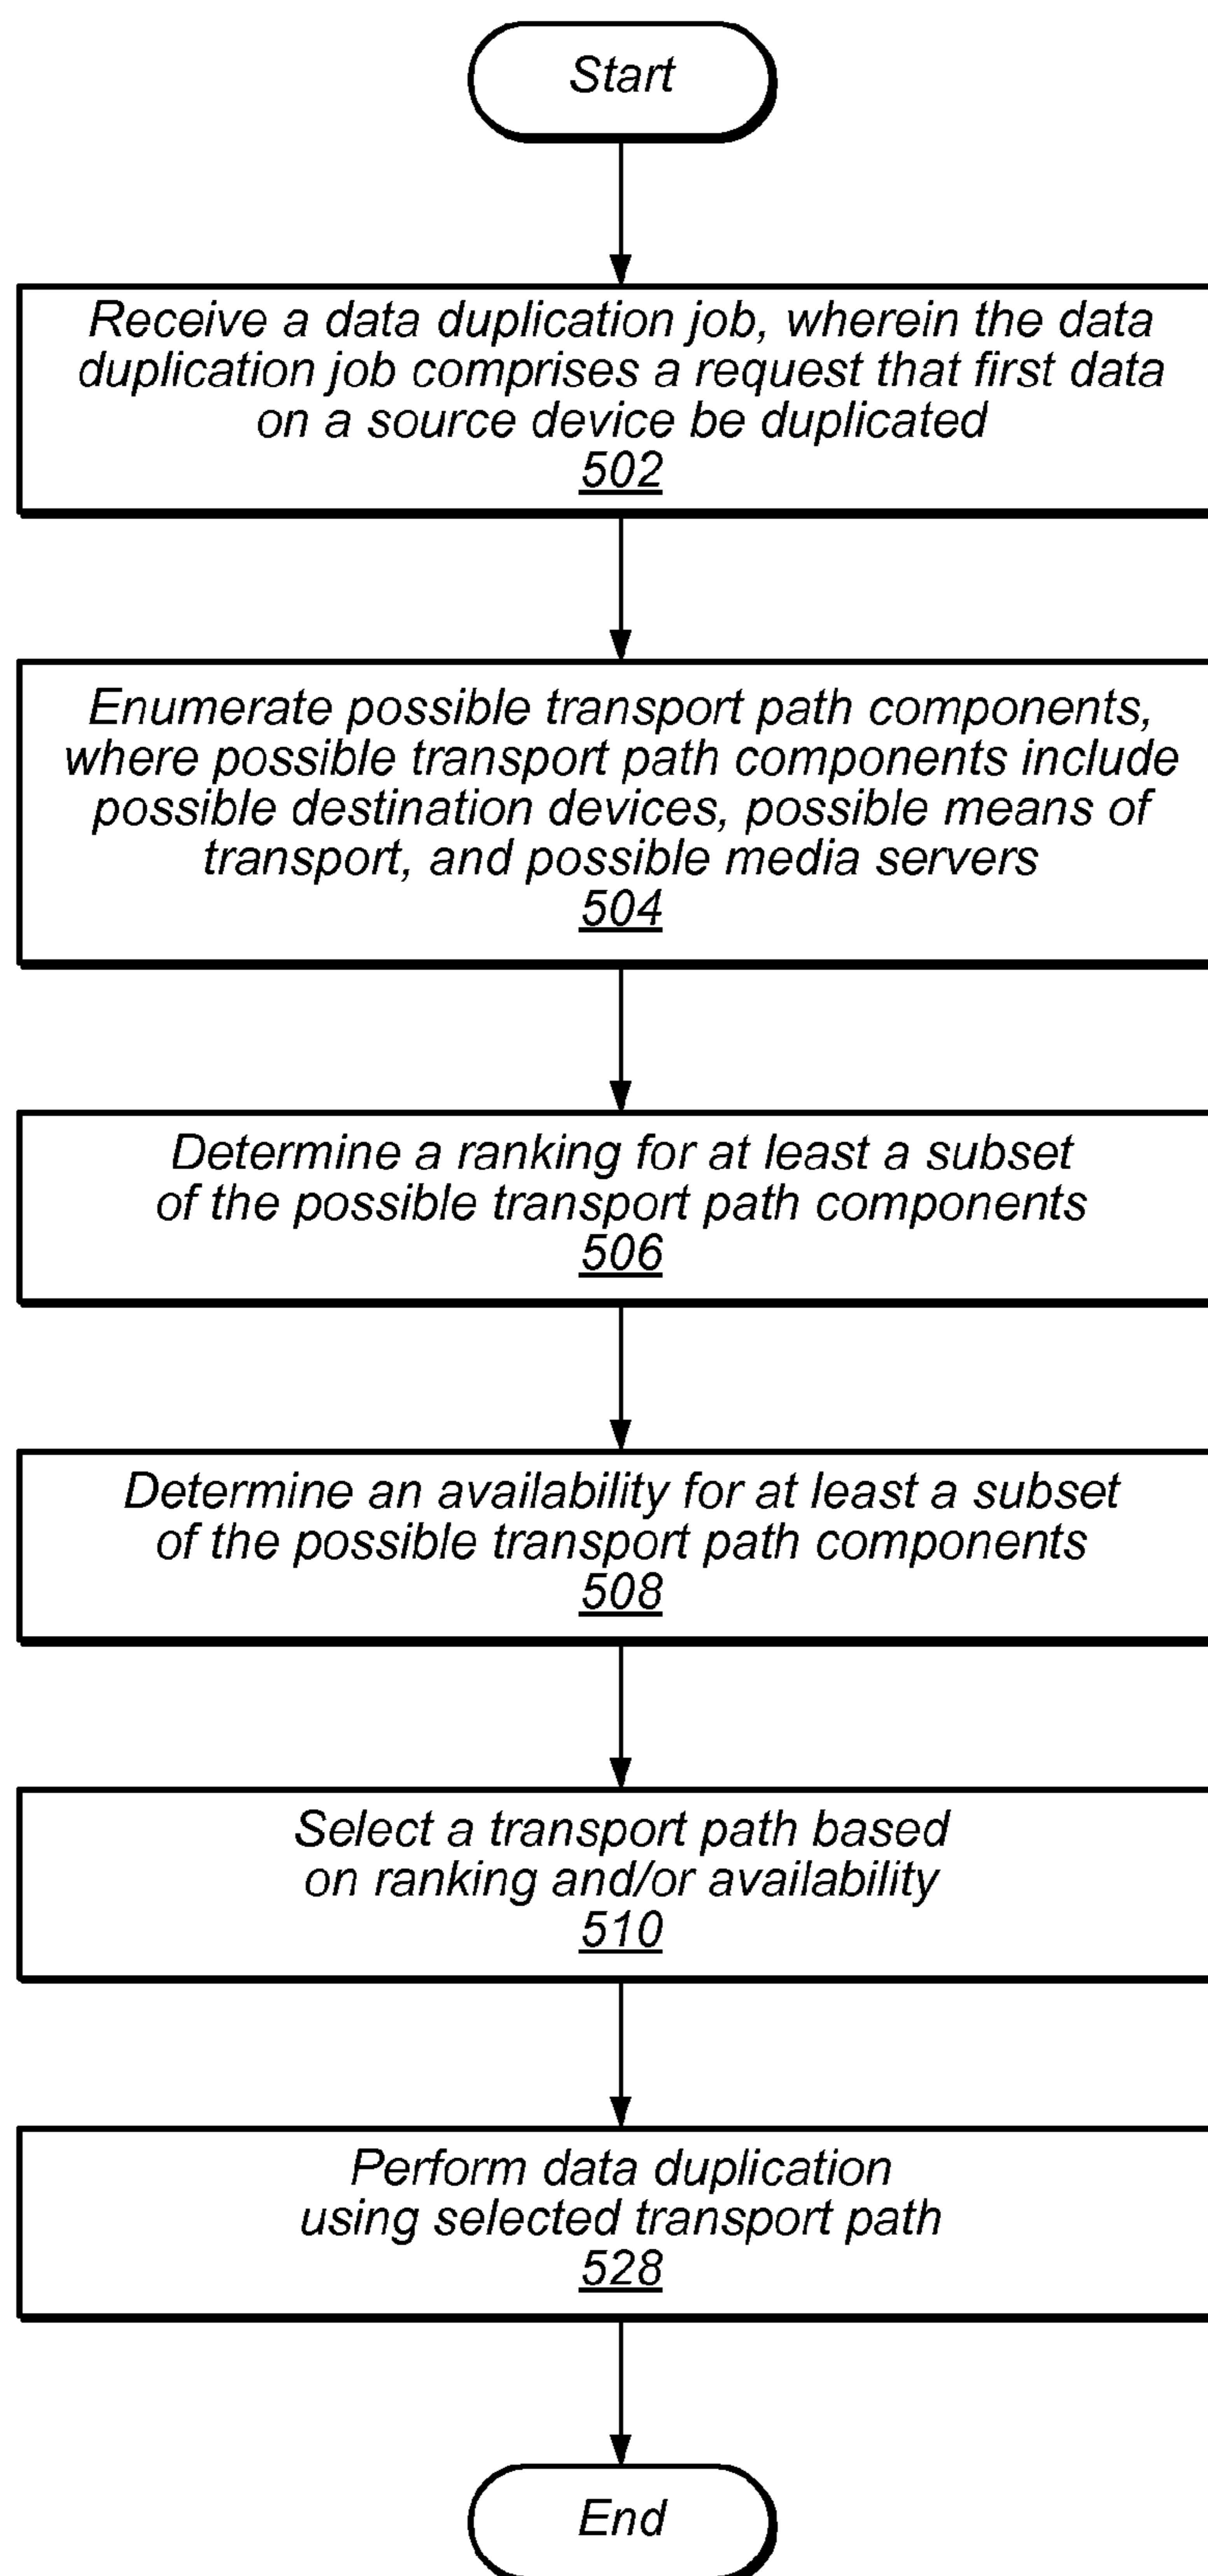 Start
Receive a data duplication job, wherein the data
duplication job comprises a request that first data
on a source device be duplicated
502
Enumerate possible transport path components,
where possible transport path components include
possible destination devices, possible means of
transport, and possible media servers
504
Determine a ranking for at least a subset
of the possible transport path components
506
Determine an availability for at least a subset
of the possible transport path components
508
Select a transport path based
on ranking and/or availability
510
Perform data duplication
using selected transport path
528
End